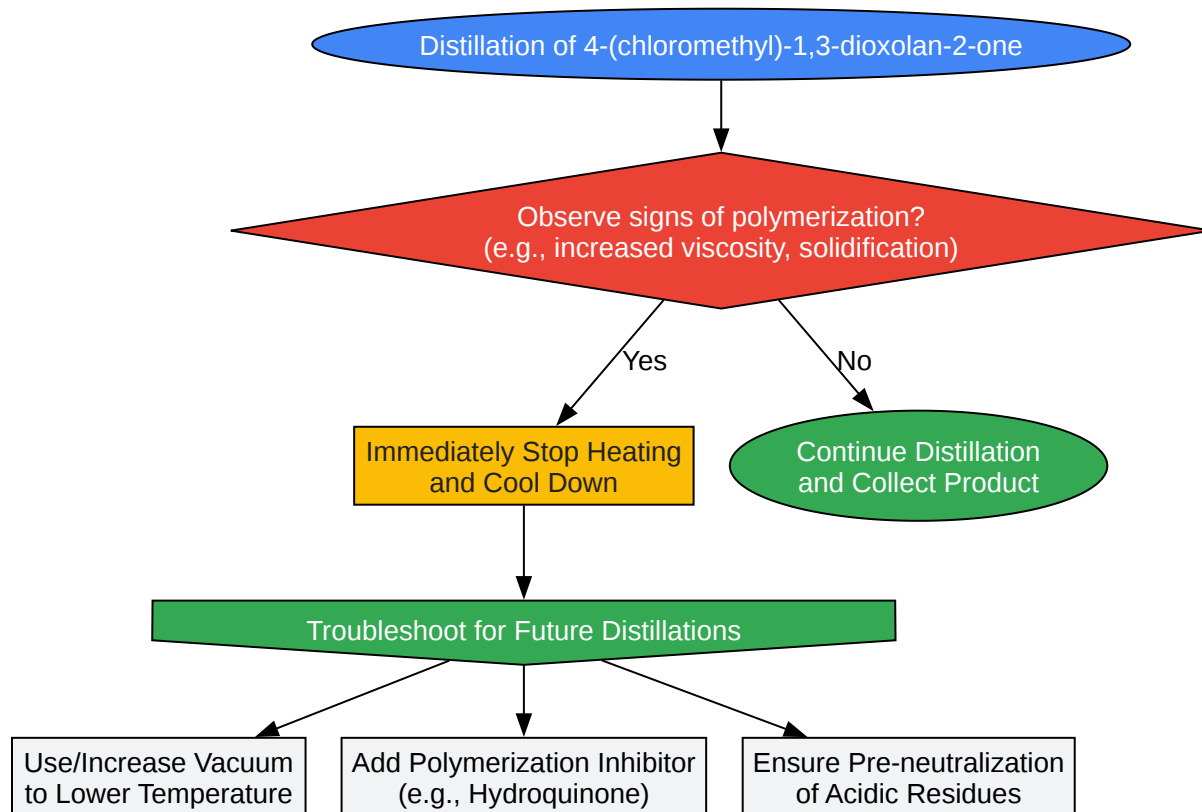 Distillation of 4-(chloromethyl)-1,3-dioxolan-2-one
Observe signs of polymerization?
(e.g., increased viscosity, solidification)
Yes
No
Immediately Stop Heating
and Cool Down
Continue Distillation
and Collect Product
Troubleshoot for Future Distillations
Use/Increase Vacuum
to Lower Temperature
Add Polymerization Inhibitor
(e.g., Hydroquinone)
Ensure Pre-neutralization
of Acidic Residues